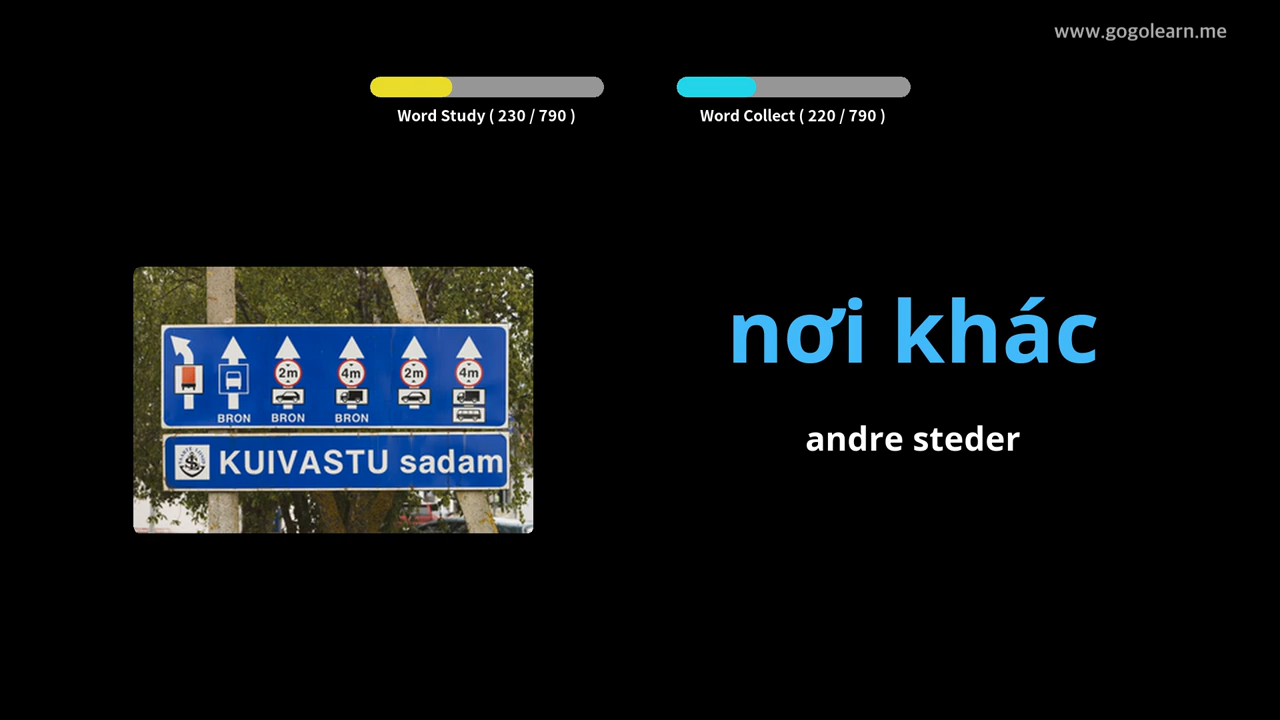 www.gogolearn.me
Word Study ( 230 / 790 )
Word Collect ( 220 / 790 )
2m 4m 2m 4m
BRON BRON BRON
KUIVASTU sadam
nơi khác
andre steder